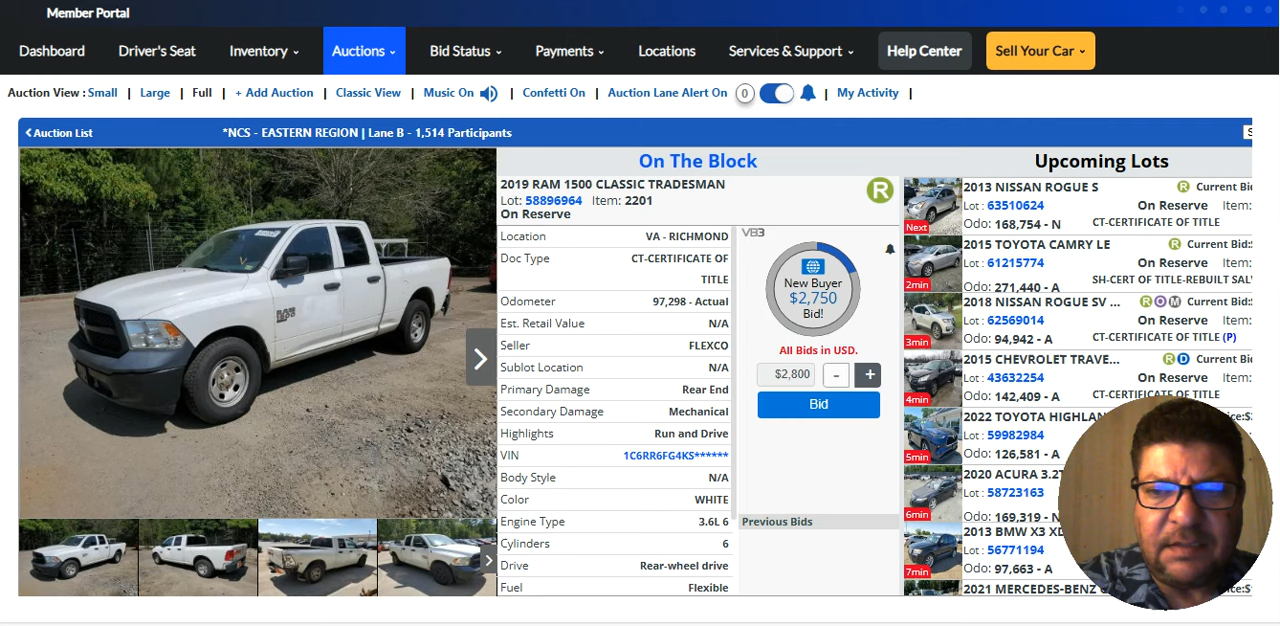 Member Portal
Dashboard Driver's Seat Inventory Auctions Bid Status Payments Locations Services & Support Help Center Sell Your Car
Auction View : Small | Large | Full | + Add Auction | Classic View | Music On | Confetti On | Auction Lane Alert On 0 | My Activity |
Auction List *NCS - EASTERN REGION | Lane B - 1,514 Participants S
On The Block
2019 RAM 1500 CLASSIC TRADESMAN R
Lot: 58896964 Item: 2201
On Reserve
Location VA - RICHMOND
Doc Type CT-CERTIFICATE OF
TITLE
Odometer 97,298 - Actual
Est. Retail Value N/A
Seller FLEXCO
Sublot Location N/A
Primary Damage Rear End
Secondary Damage Mechanical
Highlights Run and Drive
VIN 1C6RR6FG4KS******
Body Style N/A
Color WHITE
Engine Type 3.6L 6
Cylinders 6
Drive Rear-wheel drive
Fuel Flexible
VB3
New Buyer
$2,750
Bid!
All Bids in USD.
$2,800 - +
Bid
Previous Bids
Upcoming Lots
2013 NISSAN ROGUE S R Current Bid
Lot : 63510624 On Reserve Item:
Next Odo: 168,754 - N CT-CERTIFICATE OF TITLE
2015 TOYOTA CAMRY LE R Current Bid:
Lot : 61215774 On Reserve Item:
2min Odo: 271,440 - A SH-CERT OF TITLE-REBUILT SAL
2018 NISSAN ROGUE SV ... R O M Current Bid:
Lot : 62569014 On Reserve Item:
3min Odo: 94,942 - A CT-CERTIFICATE OF TITLE (P)
2015 CHEVROLET TRAVE... R D Current Bid
Lot : 43632254 On Reserve Item:
4min Odo: 142,409 - A CT-CERTIFICATE OF TITLE
2022 TOYOTA HIGHLAN ce:$
Lot : 59982984
5min Odo: 126,581 - A
2020 ACURA 3.2T
Lot : 58723163
6min Odo: 169,319 - N
2013 BMW X3 XD
Lot : 56771194
7min Odo: 97,663 - A
2021 MERCEDES-BENZ ce:$
RAM
1500